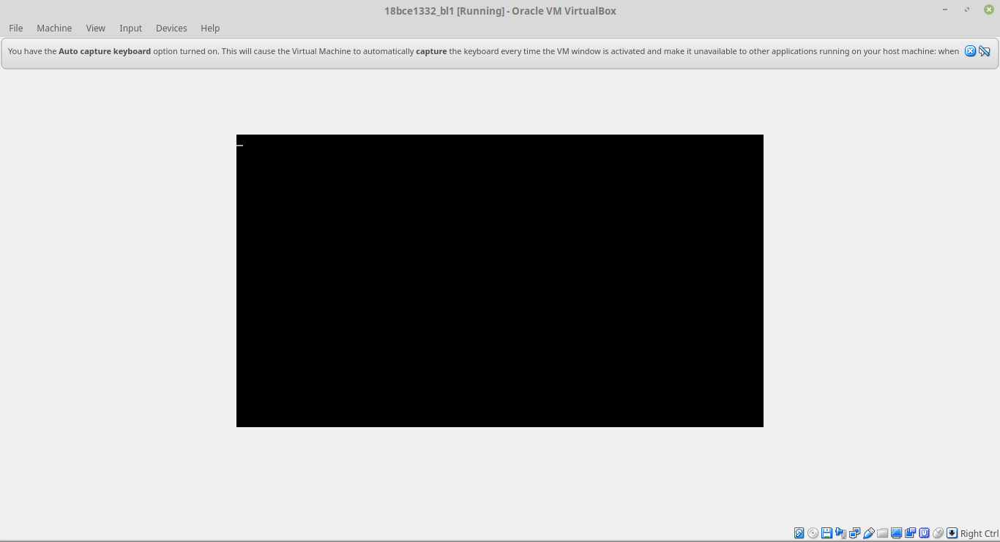 18bce1332_bl1 [Running] - Oracle VM VirtualBox
File Machine View Input Devices Help
You have the Auto capture keyboard option turned on. This will cause the Virtual Machine to automatically capture the keyboard every time the VM window is activated and make it unavailable to other applications running on your host machine: when
Right Ctrl